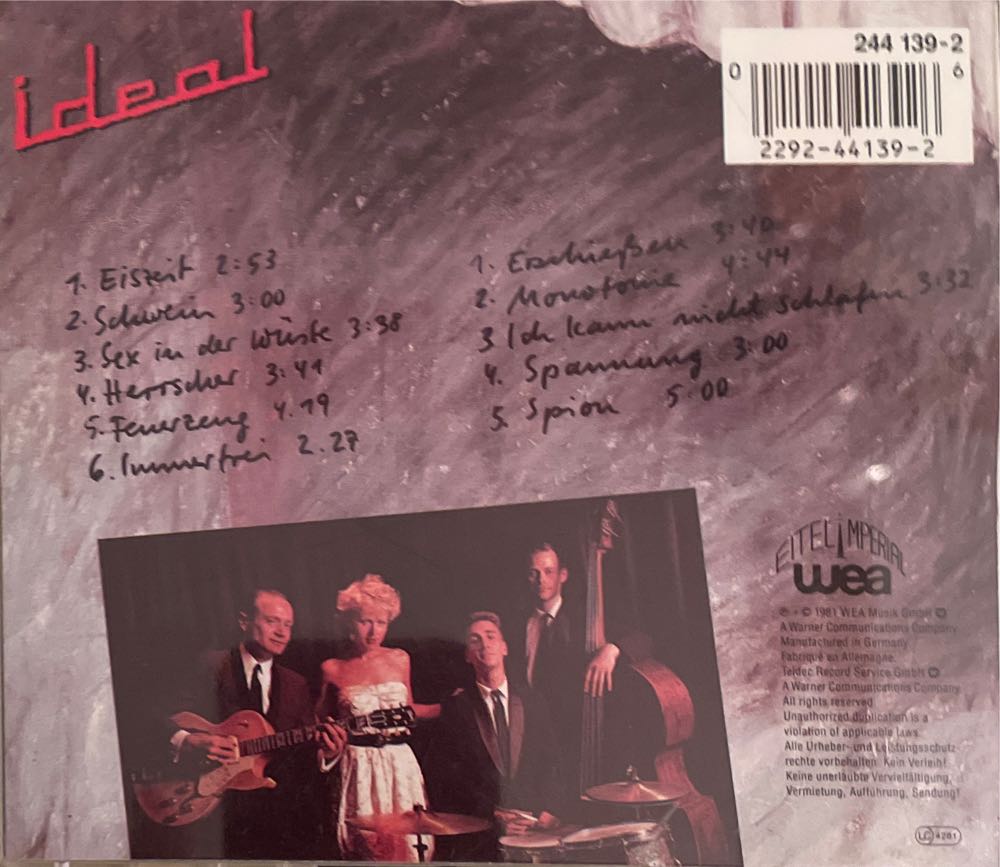 ideal
244 139-2
0
6
2292-44139-2
1. Eiszeit 2:53
2. Schwein 3:00
3. Sex in der Wüste 3:38
4. Herrscher 3:41
5. Feuerzeug 4.19
6. Immerfrei 2.27
1. Erschießen 3:40
2. Monotonie 4:44
3 Ich kann nicht schlafen 3:32
4. Spannung 3:00
5. Spion 5:00
EITEL IMPERIAL
wea
℗ + © 1981 WEA Musik GmbH
A Warner Communications Company
Manufactured in Germany
Fabriqué en Allemagne.
Teldec Record Service GmbH
A Warner Communications Company
All rights reserved
Unauthorized duplication is a
violation of applicable laws.
Alle Urheber- und Leistungsschutz-
rechte vorbehalten. Kein Verleih!
Keine unerlaubte Vervielfältigung,
Vermietung, Aufführung, Sendung!
LC 4281